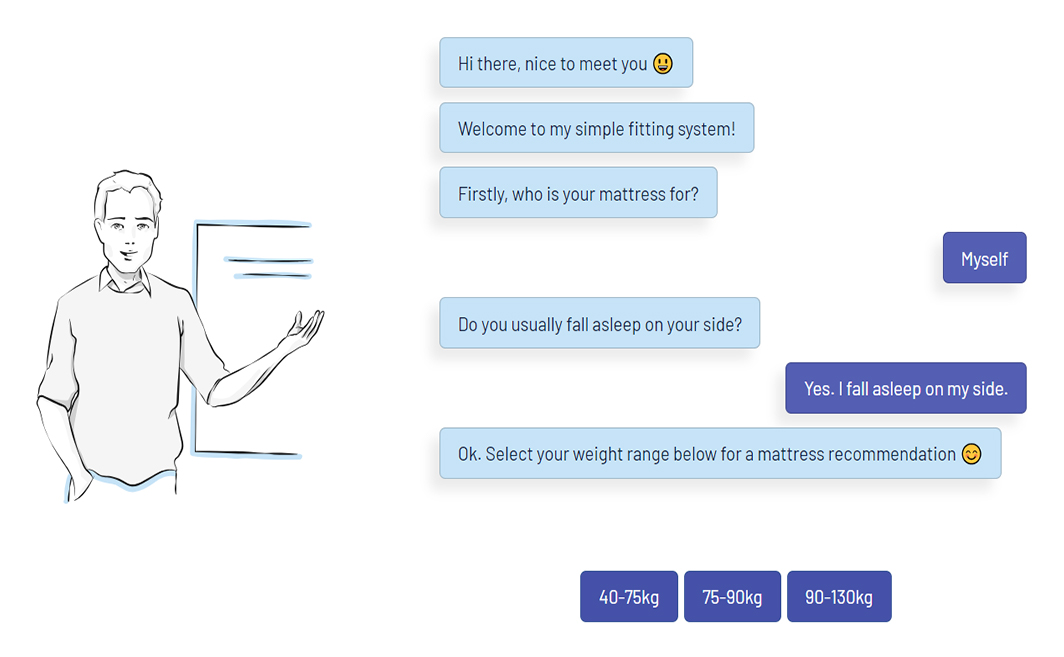 Hi there, nice to meet you 😃
Welcome to my simple fitting system!
Firstly, who is your mattress for?
Myself
Do you usually fall asleep on your side?
Yes. I fall asleep on my side.
Ok. Select your weight range below for a mattress recommendation 😊
40-75kg
75-90kg
90-130kg